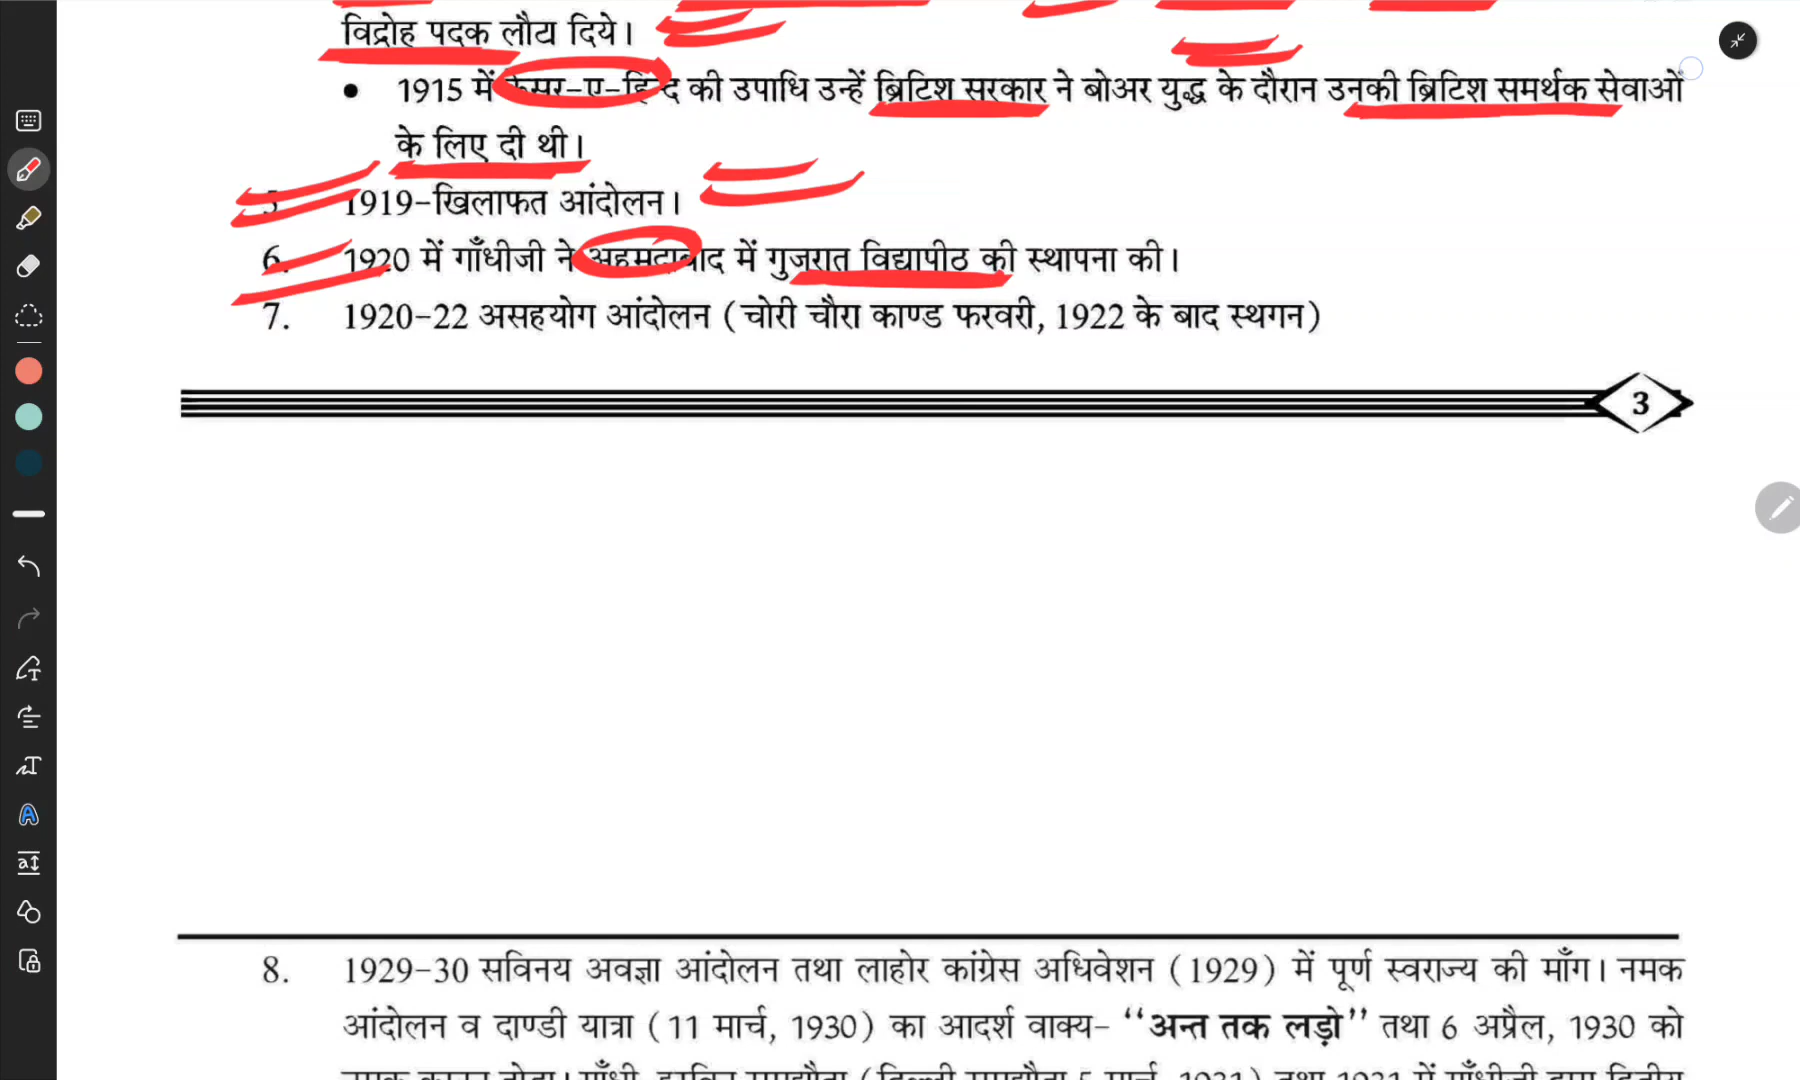 विद्रोह पदक लौटा दिये।
• 1915 में कैसर-ए-हिन्द की उपाधि उन्हें ब्रिटिश सरकार ने बोअर युद्ध के दौरान उनकी ब्रिटिश समर्थक सेवाओं
के लिए दी थी।
5. 1919-खिलाफत आंदोलन।
6. 1920 में गाँधीजी ने अहमदाबाद में गुजरात विद्यापीठ की स्थापना की।
7. 1920-22 असहयोग आंदोलन (चोरी चौरा काण्ड फरवरी, 1922 के बाद स्थगन)
3
8. 1929-30 सविनय अवज्ञा आंदोलन तथा लाहोर कांग्रेस अधिवेशन (1929) में पूर्ण स्वराज्य की माँग। नमक
आंदोलन व दाण्डी यात्रा (11 मार्च, 1930) का आदर्श वाक्य- ‘‘अन्त तक लड़ो’’ तथा 6 अप्रैल, 1930 को